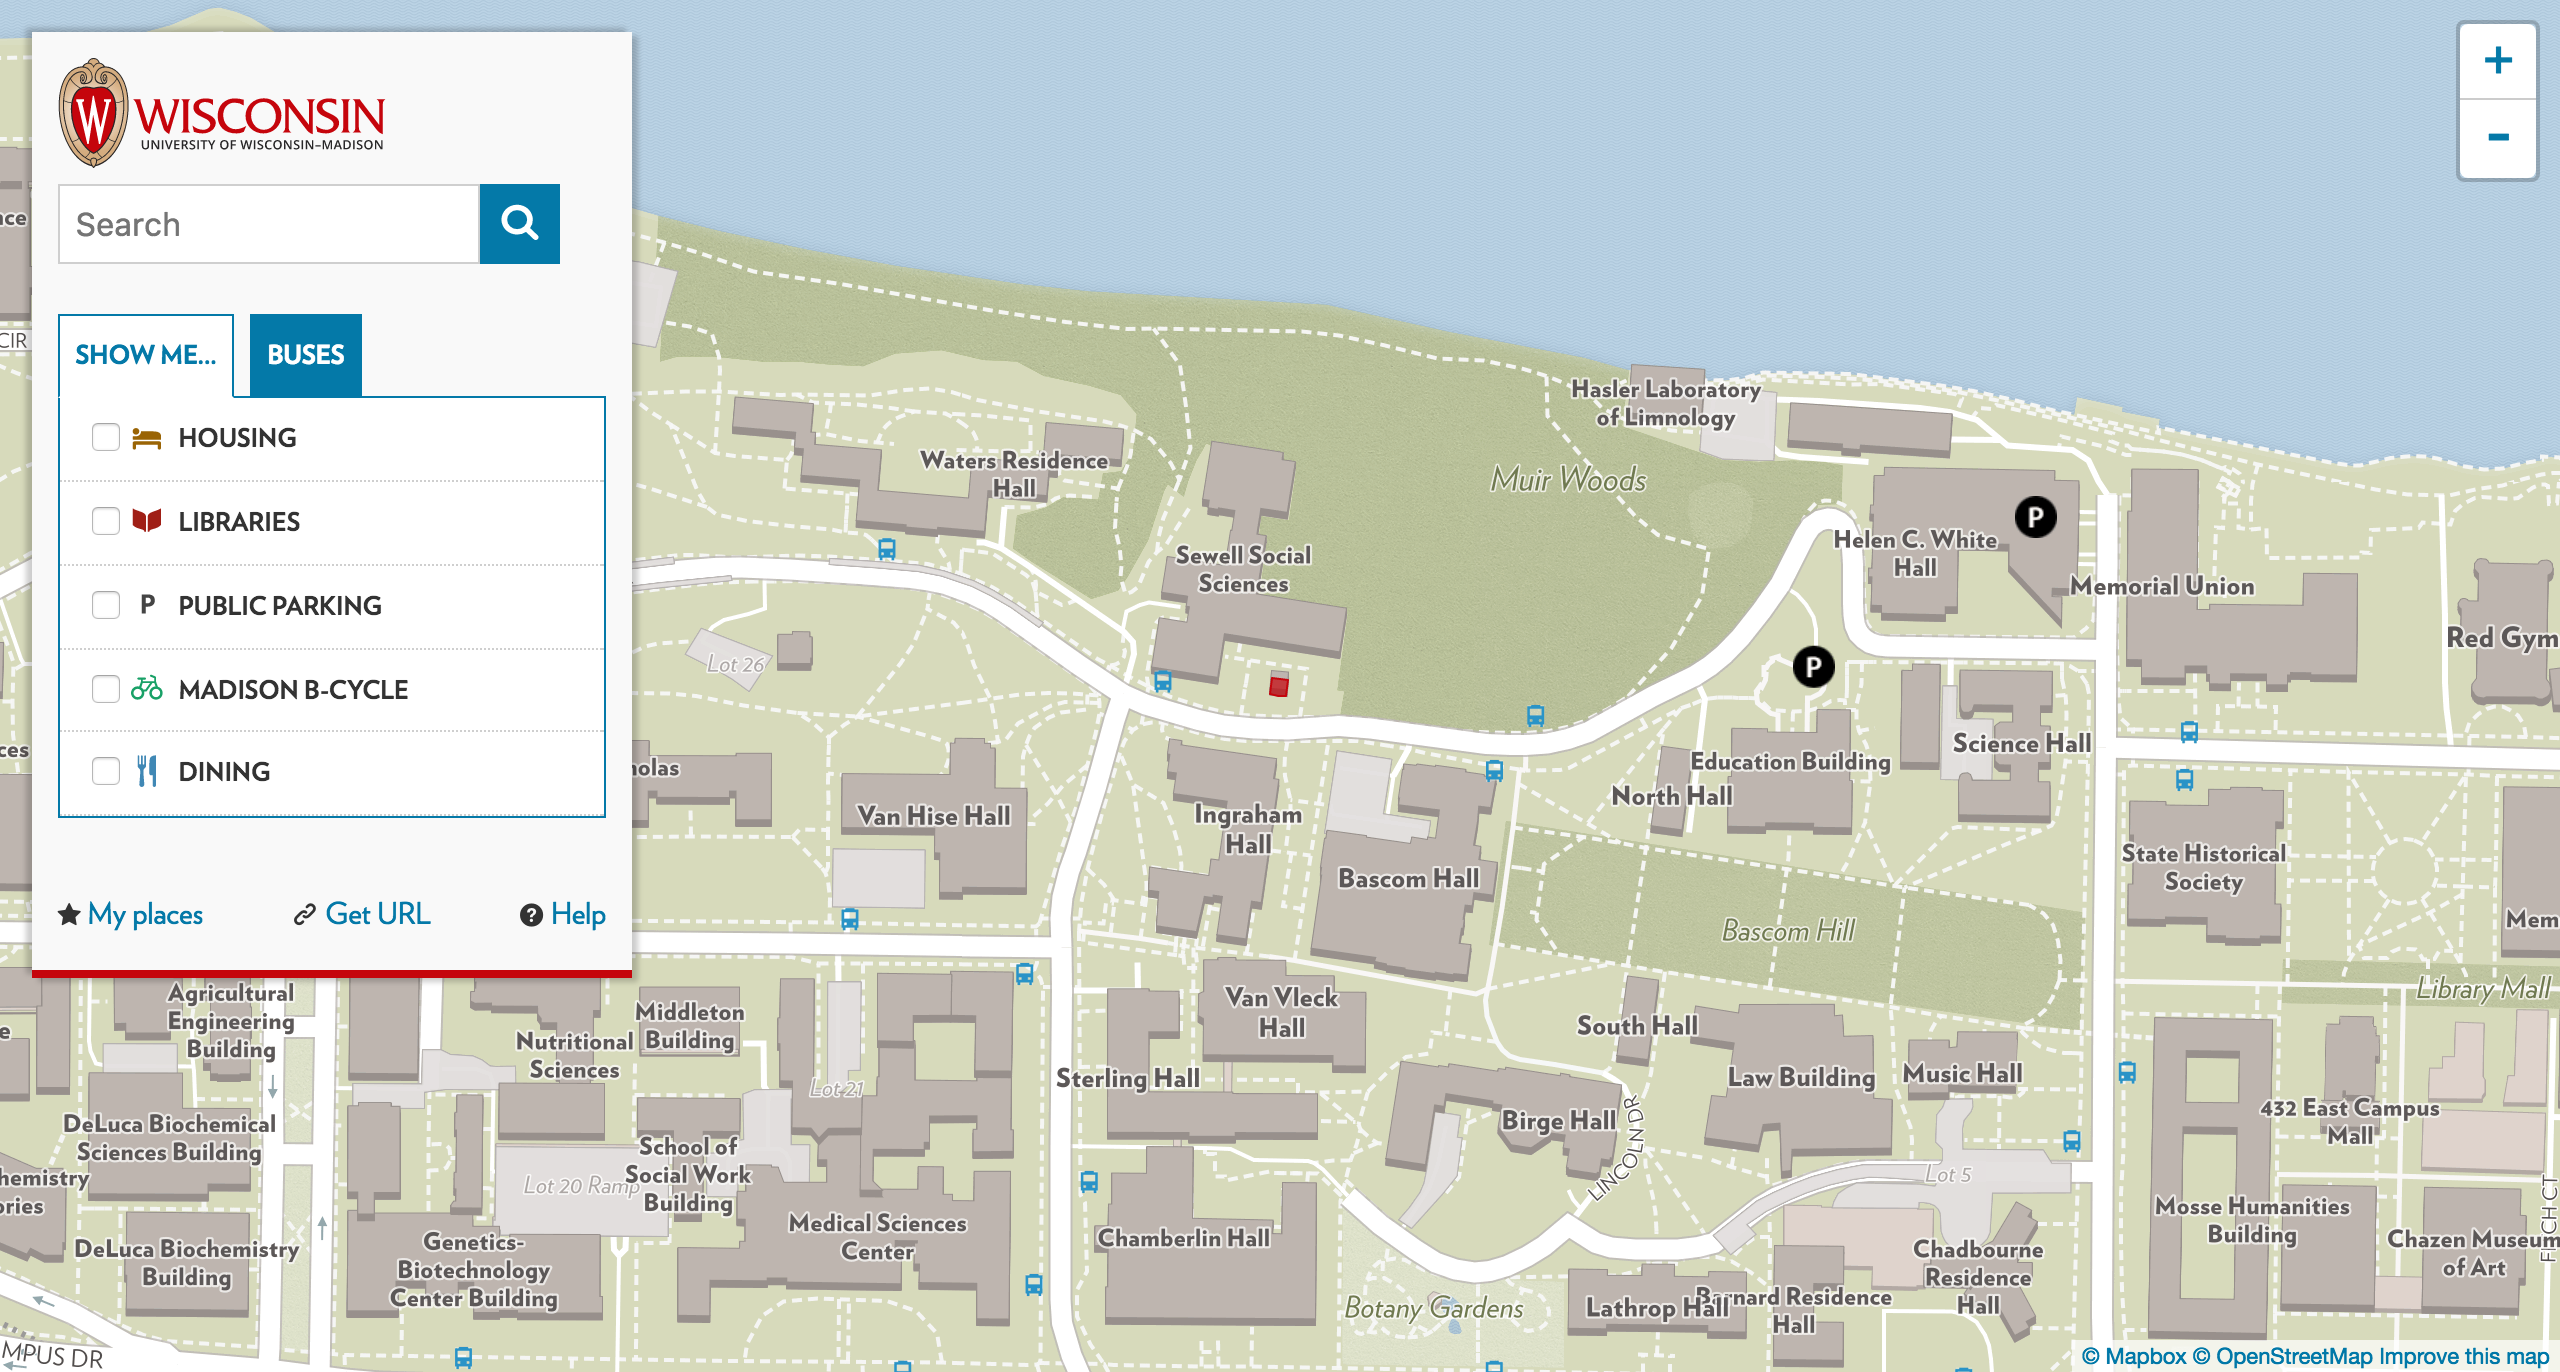 WISCONSIN
UNIVERSITY OF WISCONSIN–MADISON
Search
SHOW ME...
BUSES
HOUSING
LIBRARIES
P PUBLIC PARKING
MADISON B-CYCLE
DINING
My places
Get URL
? Help
+
−
CIR
Waters Residence
Hall
Sewell Social
Sciences
Muir Woods
Hasler Laboratory
of Limnology
P
Helen C. White
Hall
Memorial Union
Red Gym
Lot 26
P
Van Hise Hall
Ingraham
Hall
Bascom Hall
North Hall
Education Building
Science Hall
State Historical
Society
Bascom Hill
Library Mall
Agricultural
Engineering
Building
Nutritional
Sciences
Middleton
Building
Lot 21
Van Vleck
Hall
Sterling Hall
South Hall
Law Building
Music Hall
Birge Hall
LINCOLN DR
432 East Campus
Mall
DeLuca Biochemical
Sciences Building
School of
Social Work
Building
Lot 20 Ramp
Lot 5
Mosse Humanities
Building
Chazen Museum
of Art
DeLuca Biochemistry
Building
Genetics-
Biotechnology
Center Building
Medical Sciences
Center
Chamberlin Hall
Chadbourne
Residence
Hall
Botany Gardens
Lathrop Hall
Barnard Residence
Hall
MPUS DR
© Mapbox © OpenStreetMap Improve this map